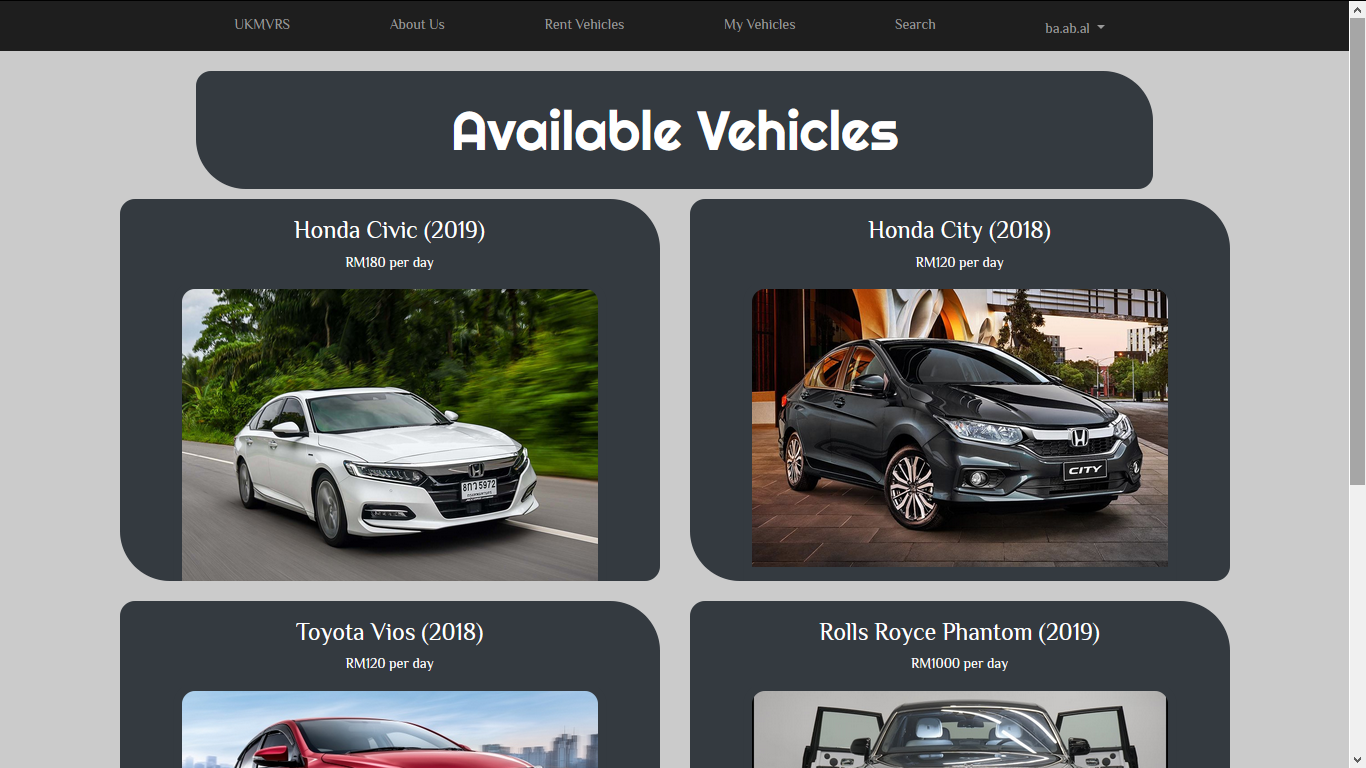 UKMVRS
About Us
Rent Vehicles
My Vehicles
Search
ba.ab.al
Available Vehicles
Honda Civic (2019)
RM180 per day
Honda City (2018)
RM120 per day
CITY
Toyota Vios (2018)
RM120 per day
Rolls Royce Phantom (2019)
RM1000 per day